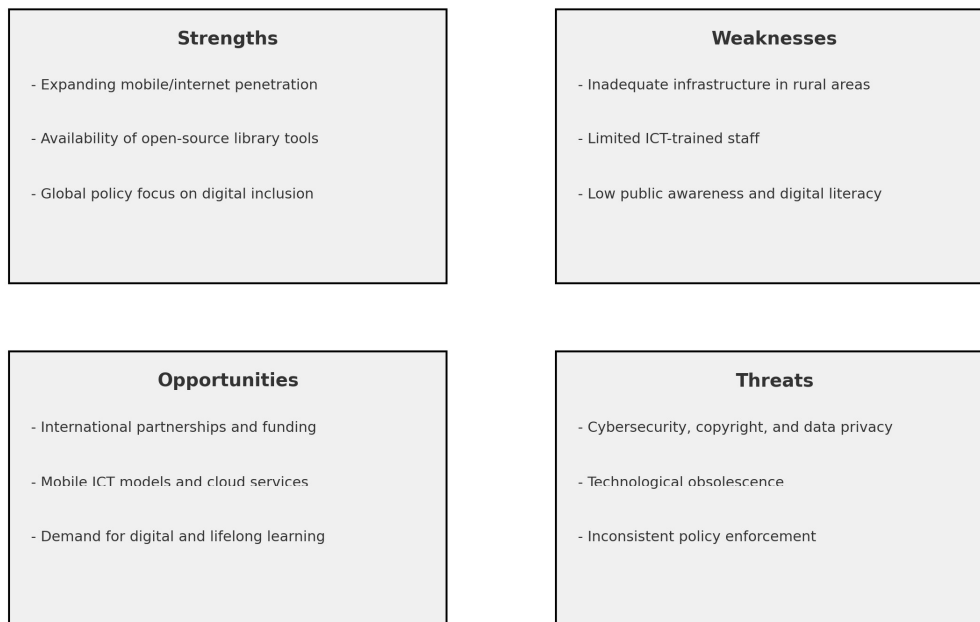 Strengths
- Expanding mobile/internet penetration
- Availability of open-source library tools
- Global policy focus on digital inclusion
Weaknesses
- Inadequate infrastructure in rural areas
- Limited ICT-trained staff
- Low public awareness and digital literacy
Opportunities
- International partnerships and funding
- Mobile ICT models and cloud services
- Demand for digital and lifelong learning
Threats
- Cybersecurity, copyright, and data privacy
- Technological obsolescence
- Inconsistent policy enforcement